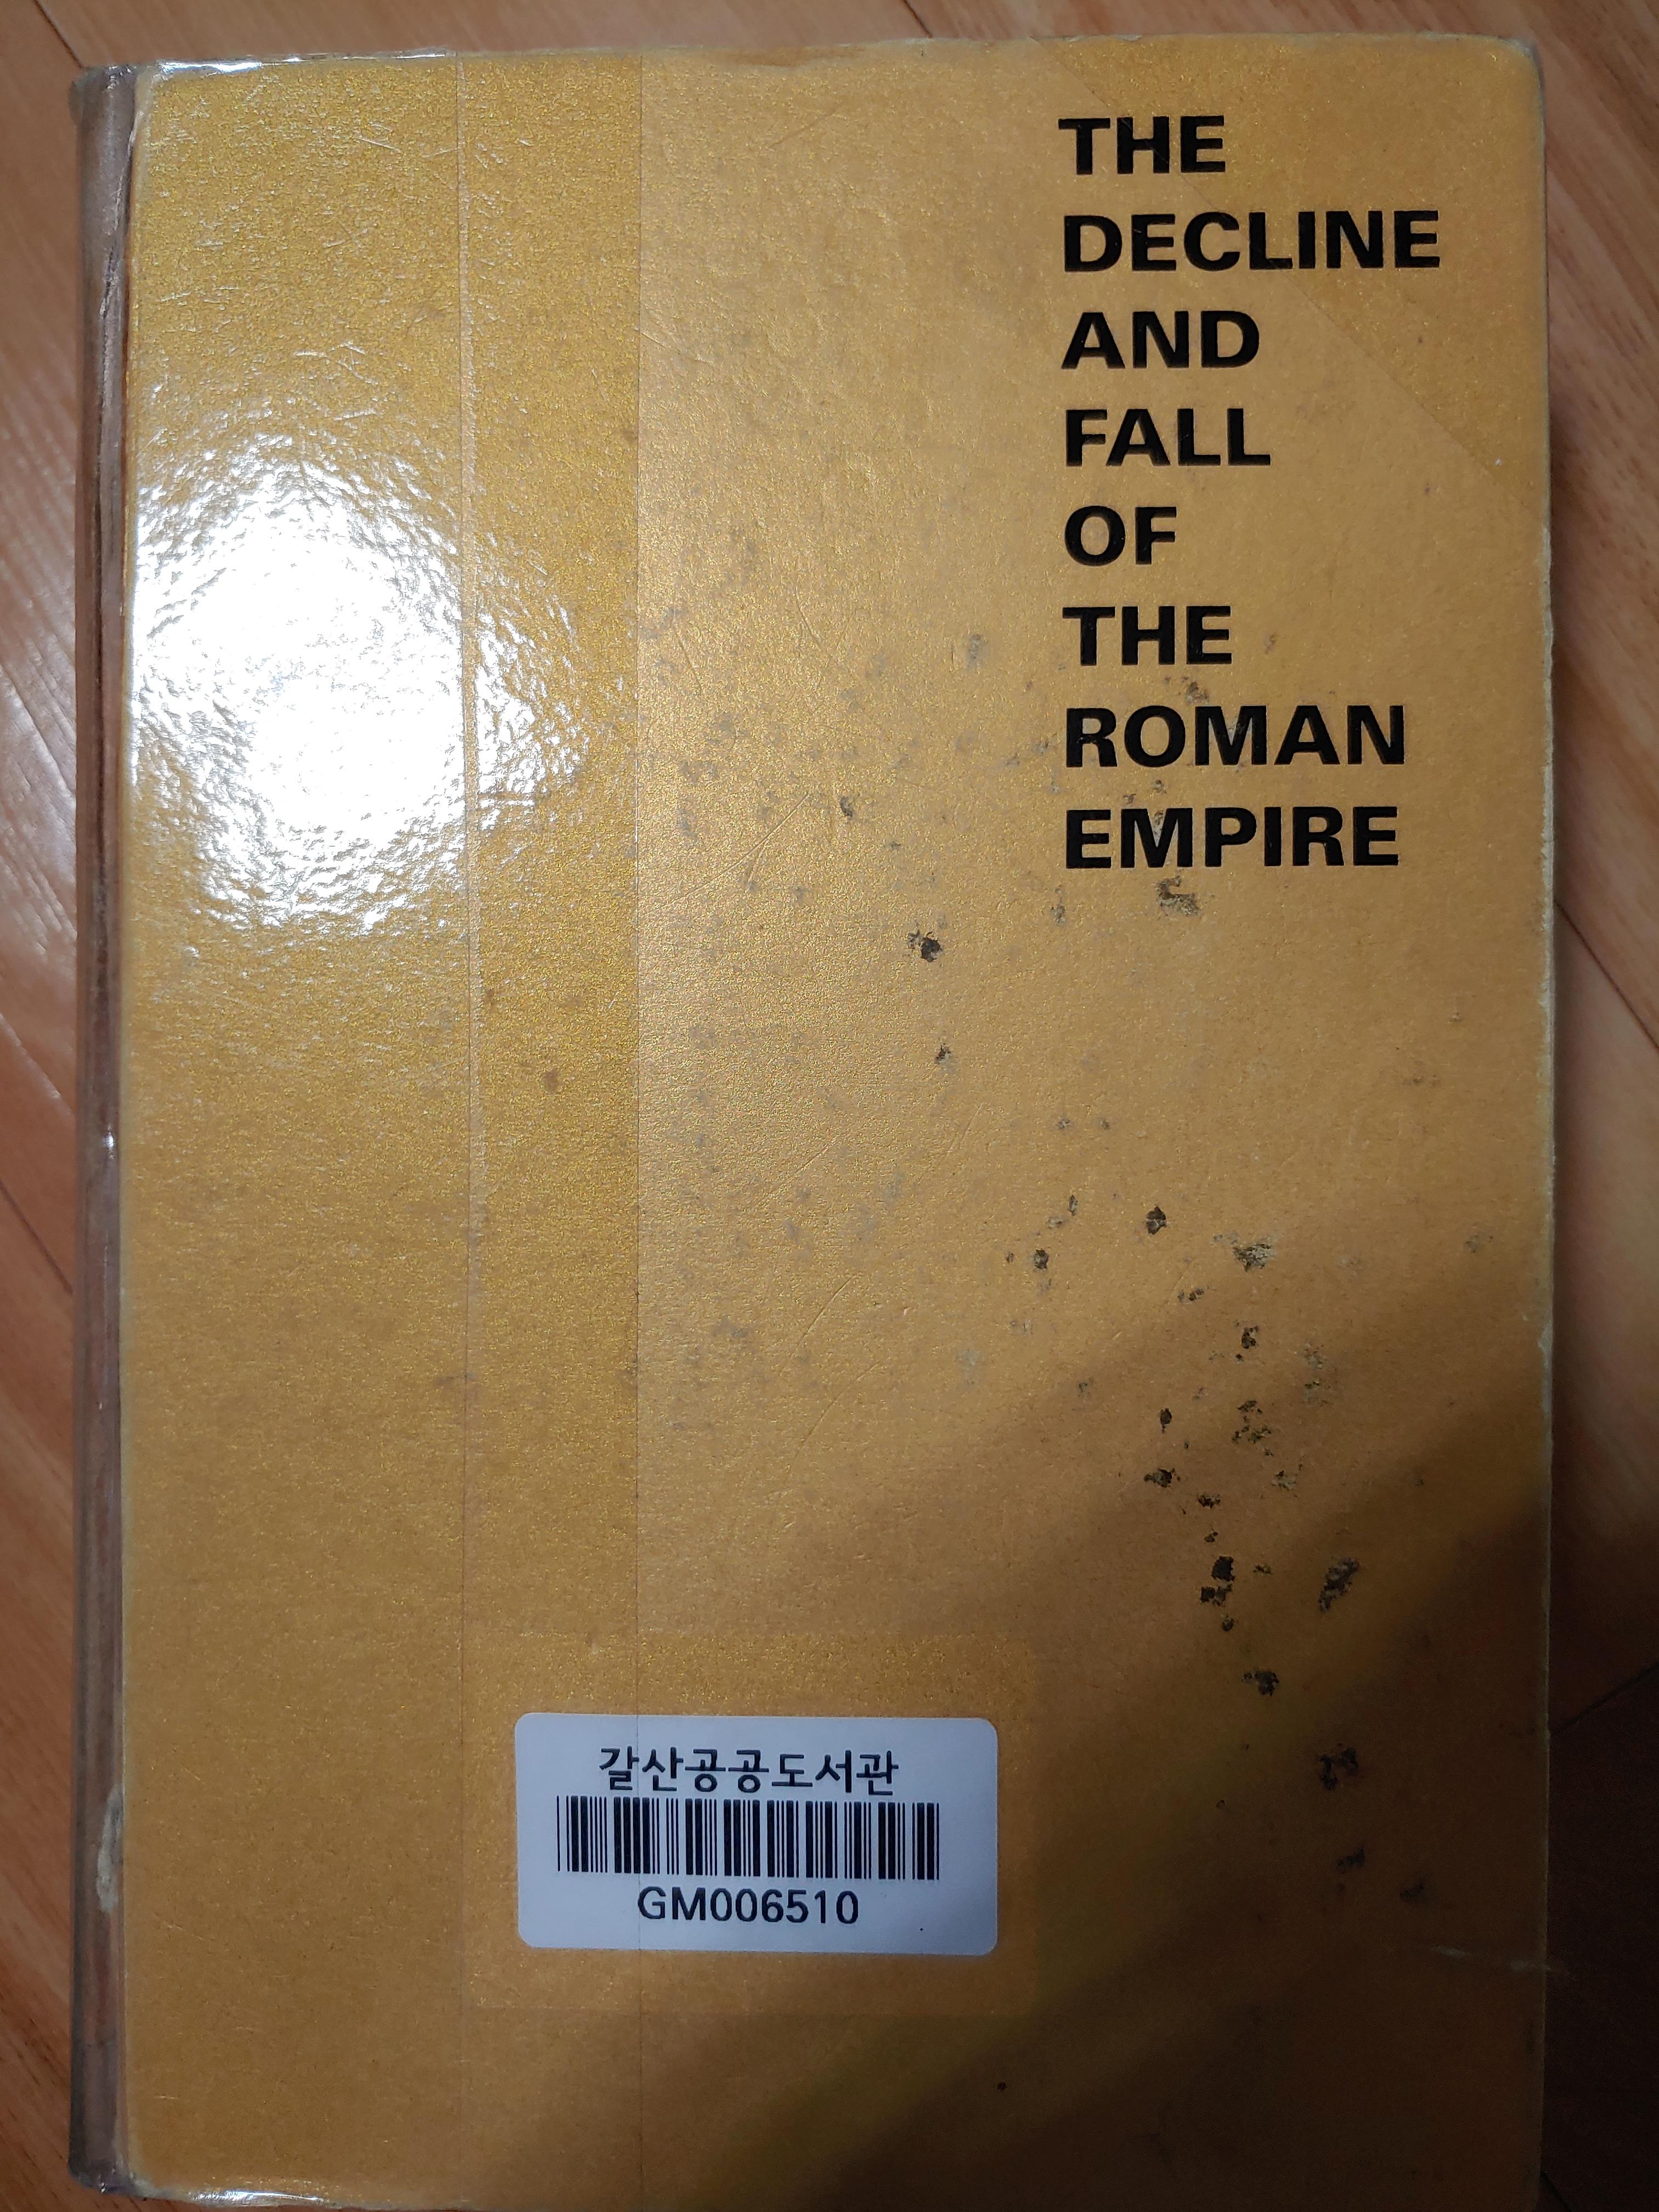 THE
DECLINE
AND
FALL
OF
THE
ROMAN
EMPIRE
갈산공공도서관
GM006510